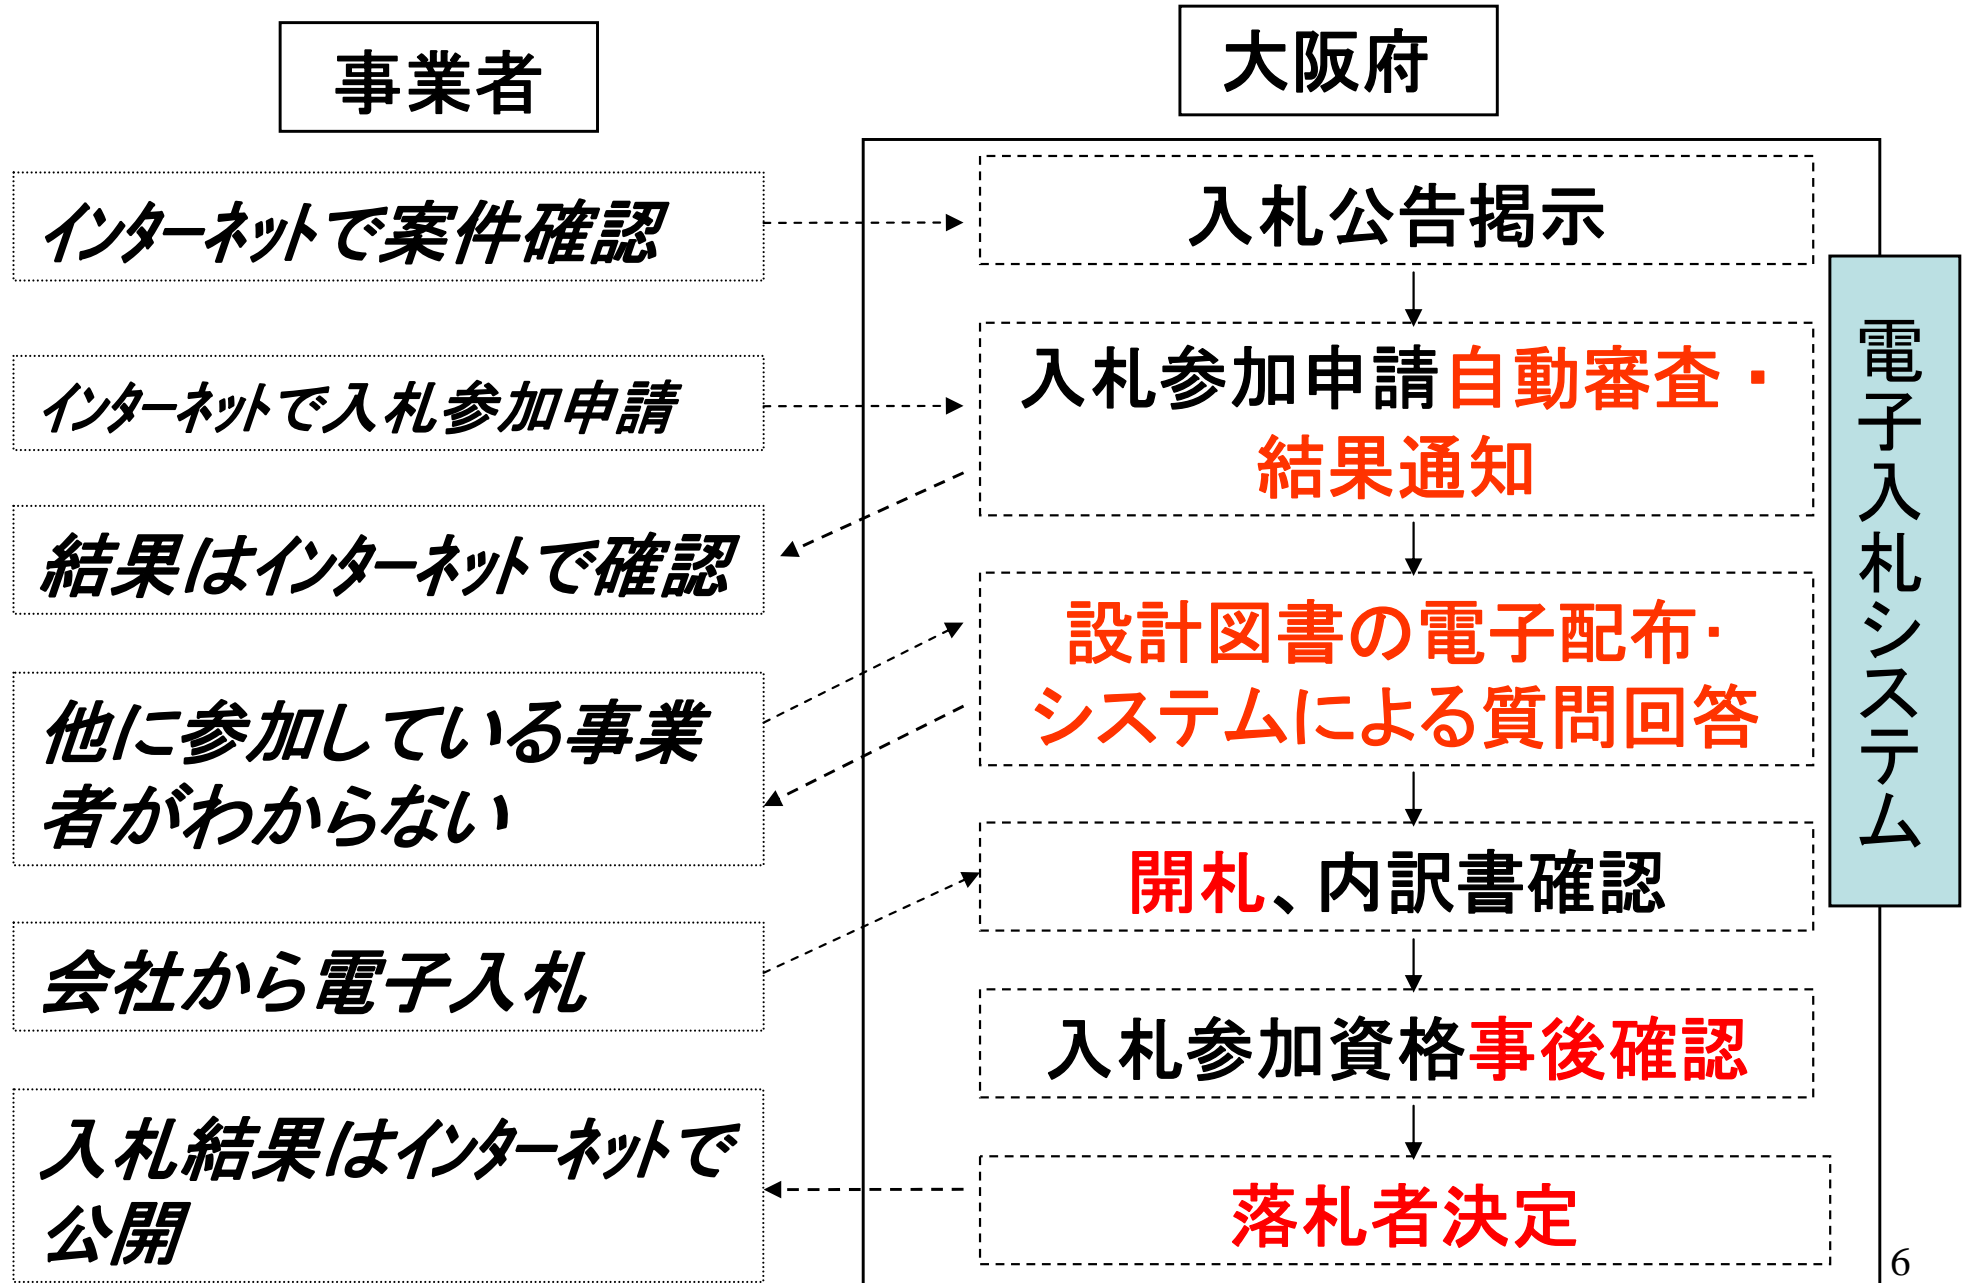 事業者
インターネットで案件確認
インターネットで入札参加申請
結果はインターネットで確認
他に参加している事業
者がわからない
会社から電子入札
入札結果はインターネットで
公開
大阪府
入札公告掲示
入札参加申請自動審査・
結果通知
設計図書の電子配布・
システムによる質問回答
開札、内訳書確認
入札参加資格事後確認
落札者決定
電子入札システム
6